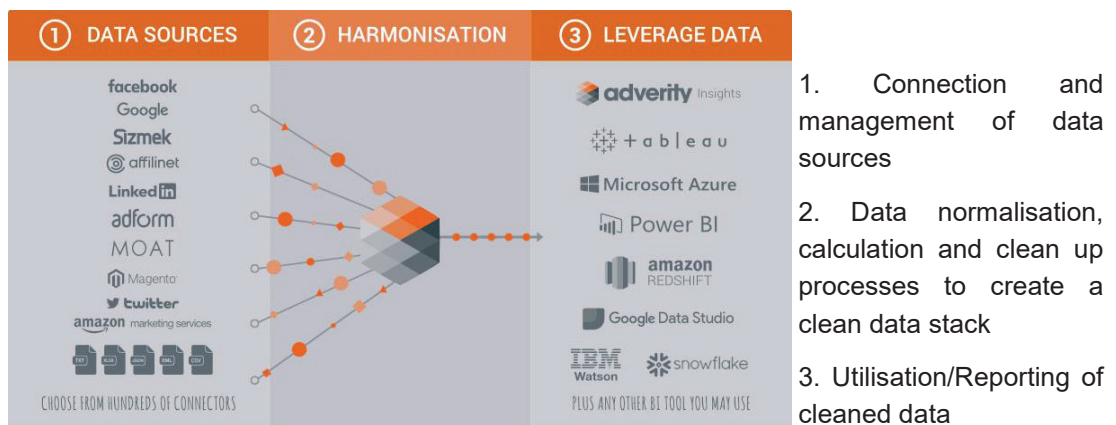 1 DATA SOURCES
2 HARMONISATION
3 LEVERAGE DATA
facebook
Google
Sizmek
affilinet
Linked in
adform
MOAT
Magento
twitter
amazon marketing services
TXT XLSX JSON XML CSV
CHOOSE FROM HUNDREDS OF CONNECTORS
adverity Insights
+ a b | e a u
Microsoft Azure
Power BI
amazon
REDSHIFT
Google Data Studio
IBM
Watson
snowflake
PLUS ANY OTHER BI TOOL YOU MAY USE
1. Connection and
management of data
sources
2. Data normalisation,
calculation and clean up
processes to create a
clean data stack
3. Utilisation/Reporting of
cleaned data